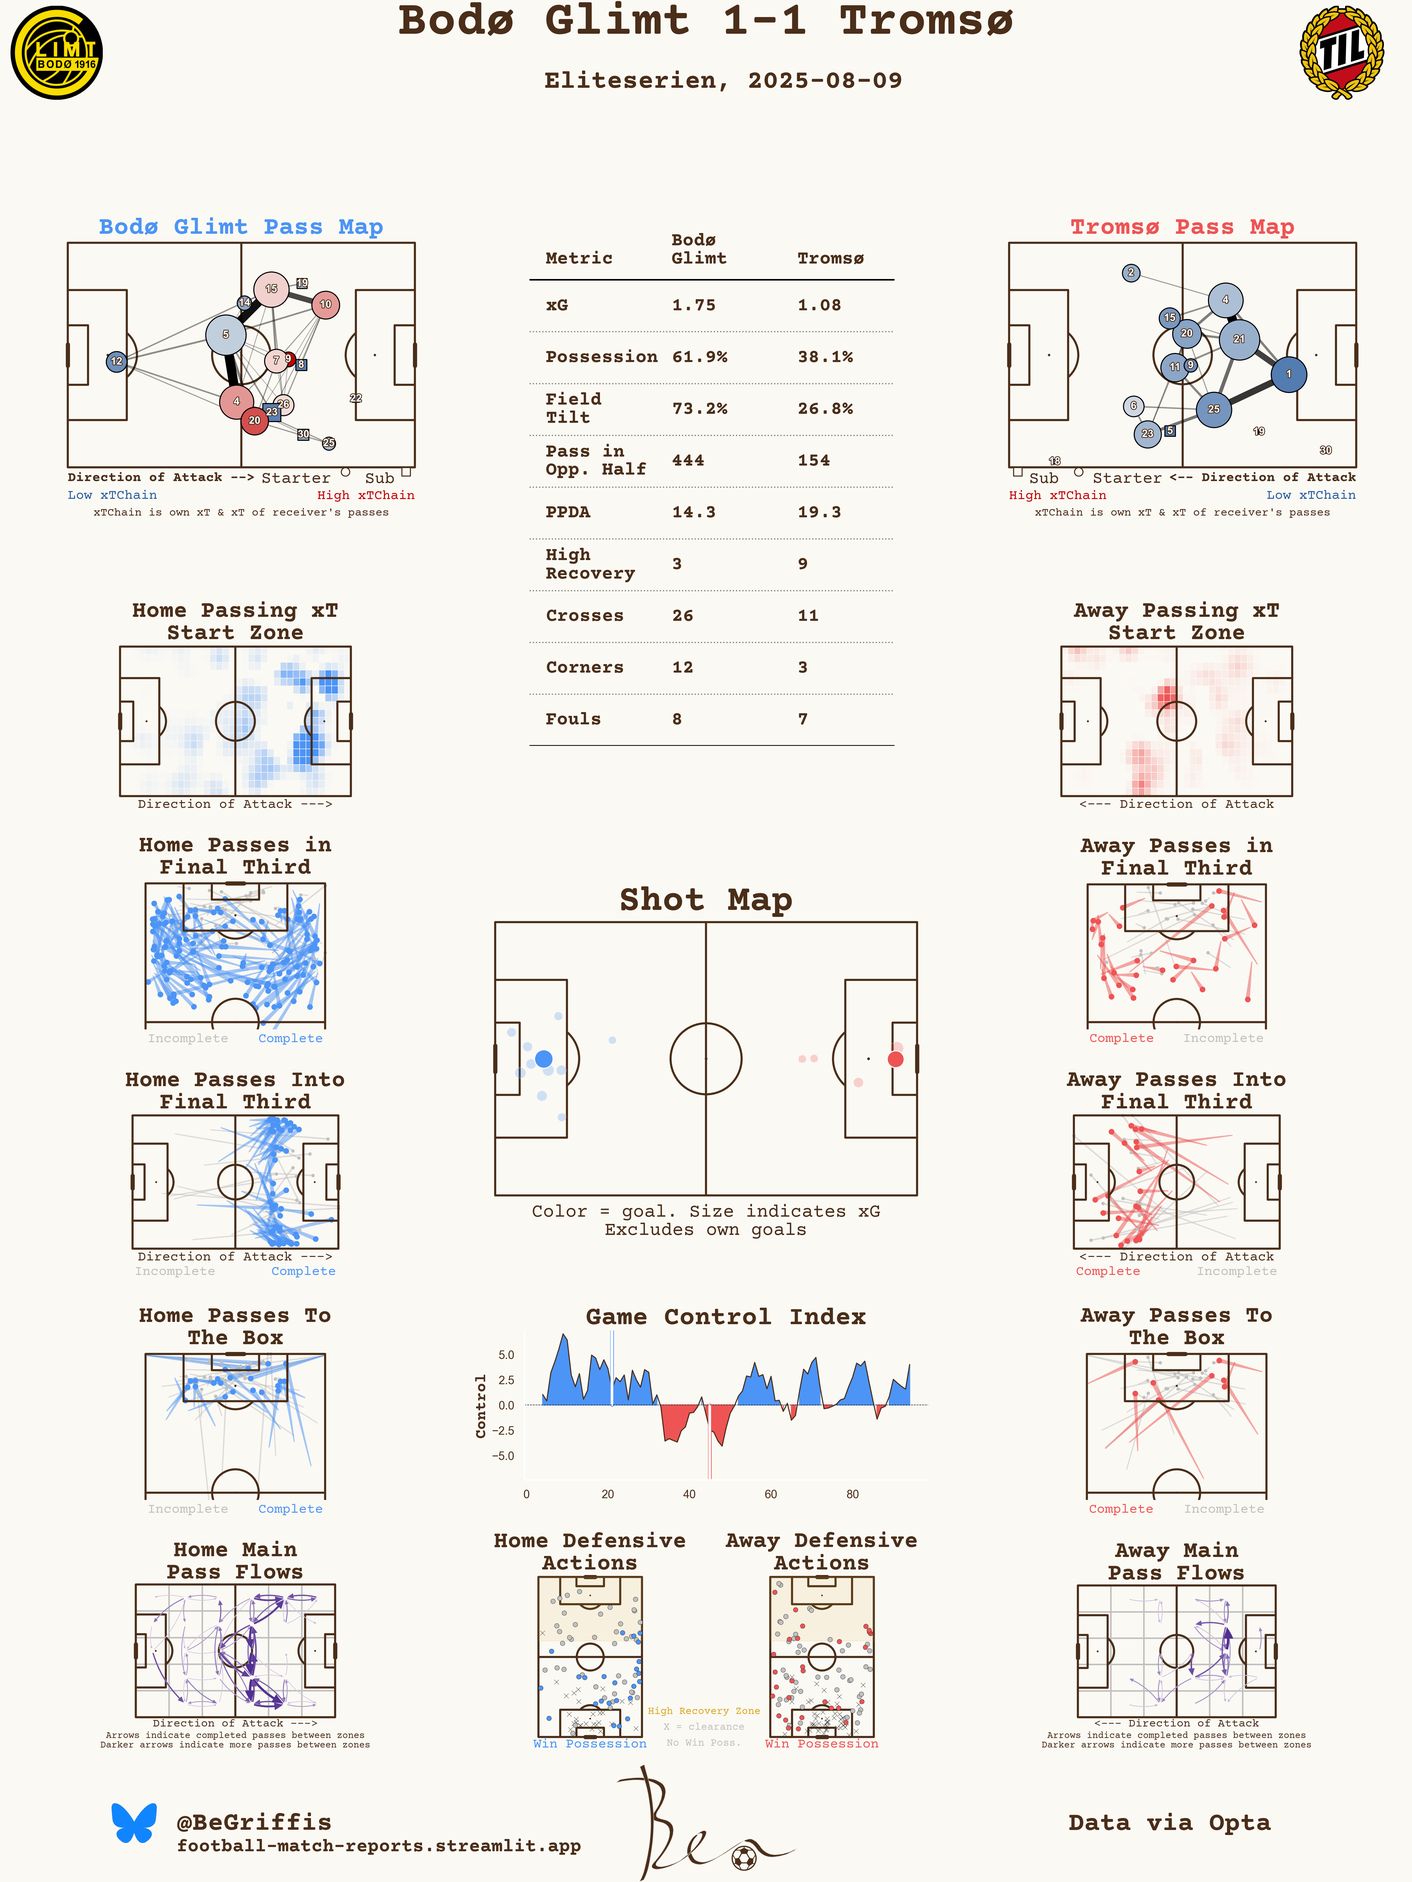 Bodø Glimt 1-1 Tromsø
Eliteserien, 2025-08-09
LIMT
BODØ 1916
TIL
Bodø Glimt Pass Map
19
15
14
10
5
12
7
9
8
4
26
23
20
22
30
25
Direction of Attack --> Starter Sub
Low xTChain High xTChain
xTChain is own xT & xT of receiver's passes
Metric Bodø Glimt Tromsø
xG 1.75 1.08
Possession 61.9% 38.1%
Field Tilt 73.2% 26.8%
Pass in Opp. Half 444 154
PPDA 14.3 19.3
High Recovery 3 9
Crosses 26 11
Corners 12 3
Fouls 8 7
Tromsø Pass Map
2
4
15
20
21
11
9
1
6
25
23
5
19
30
18
Sub Starter <-- Direction of Attack
High xTChain Low xTChain
xTChain is own xT & xT of receiver's passes
Home Passing xT
Start Zone
Direction of Attack --->
Away Passing xT
Start Zone
<--- Direction of Attack
Home Passes in
Final Third
Incomplete Complete
Away Passes in
Final Third
Complete Incomplete
Shot Map
Color = goal. Size indicates xG
Excludes own goals
Home Passes Into
Final Third
Direction of Attack --->
Incomplete Complete
Away Passes Into
Final Third
<--- Direction of Attack
Complete Incomplete
Home Passes To
The Box
Incomplete Complete
Game Control Index
Control
5.0
2.5
0.0
−2.5
−5.0
0 20 40 60 80
Away Passes To
The Box
Complete Incomplete
Home Main
Pass Flows
Direction of Attack --->
Arrows indicate completed passes between zones
Darker arrows indicate more passes between zones
Home Defensive
Actions
Win Possession
Away Defensive
Actions
Win Possession
High Recovery Zone
X = clearance
No Win Poss.
Away Main
Pass Flows
<--- Direction of Attack
Arrows indicate completed passes between zones
Darker arrows indicate more passes between zones
@BeGriffis
football-match-reports.streamlit.app
Ben
Data via Opta